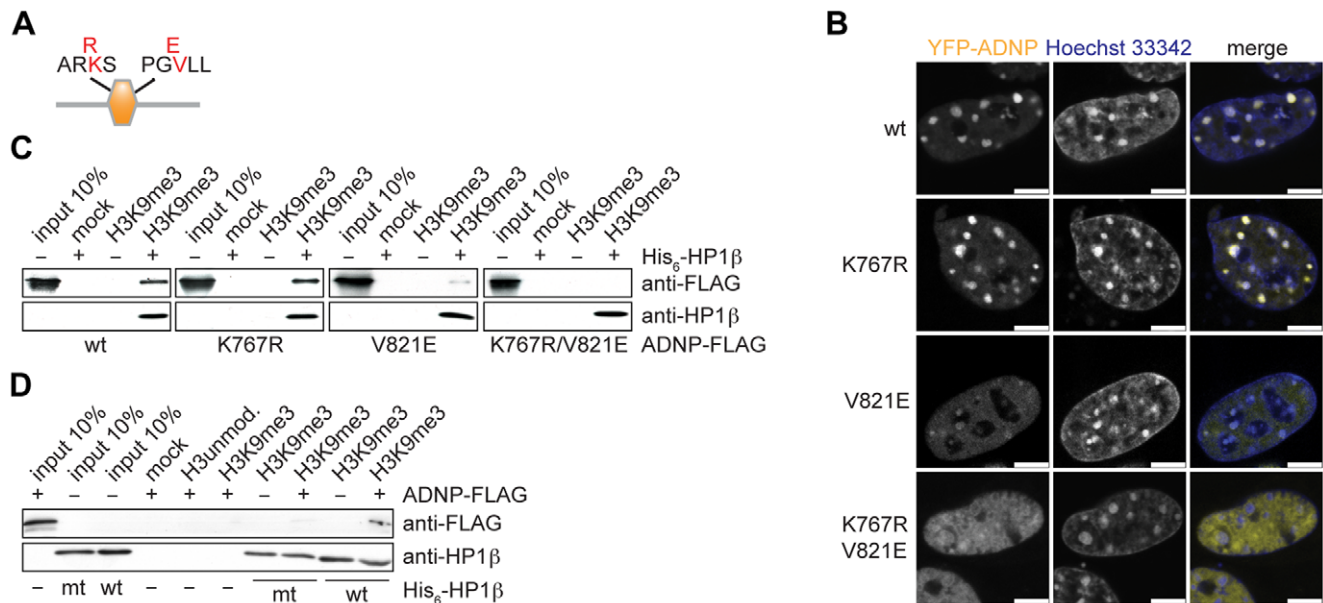 A
R E
ARKS PGVLL
B
YFP-ADNP Hoechst 33342 merge
wt
K767R
V821E
K767R
V821E
C
input 10% mock H3K9me3 H3K9me3 input 10% mock H3K9me3 H3K9me3 input 10% mock H3K9me3 H3K9me3 input 10% mock H3K9me3 H3K9me3
– + – + – + – + – + – + – + – + His6-HP1β
anti-FLAG
anti-HP1β
wt K767R V821E K767R/V821E ADNP-FLAG
D
input 10% input 10% input 10% mock H3unmod. H3K9me3 H3K9me3 H3K9me3 H3K9me3 H3K9me3
+ – – + + + – + – + ADNP-FLAG
anti-FLAG
anti-HP1β
– mt wt – – – mt wt His6-HP1β